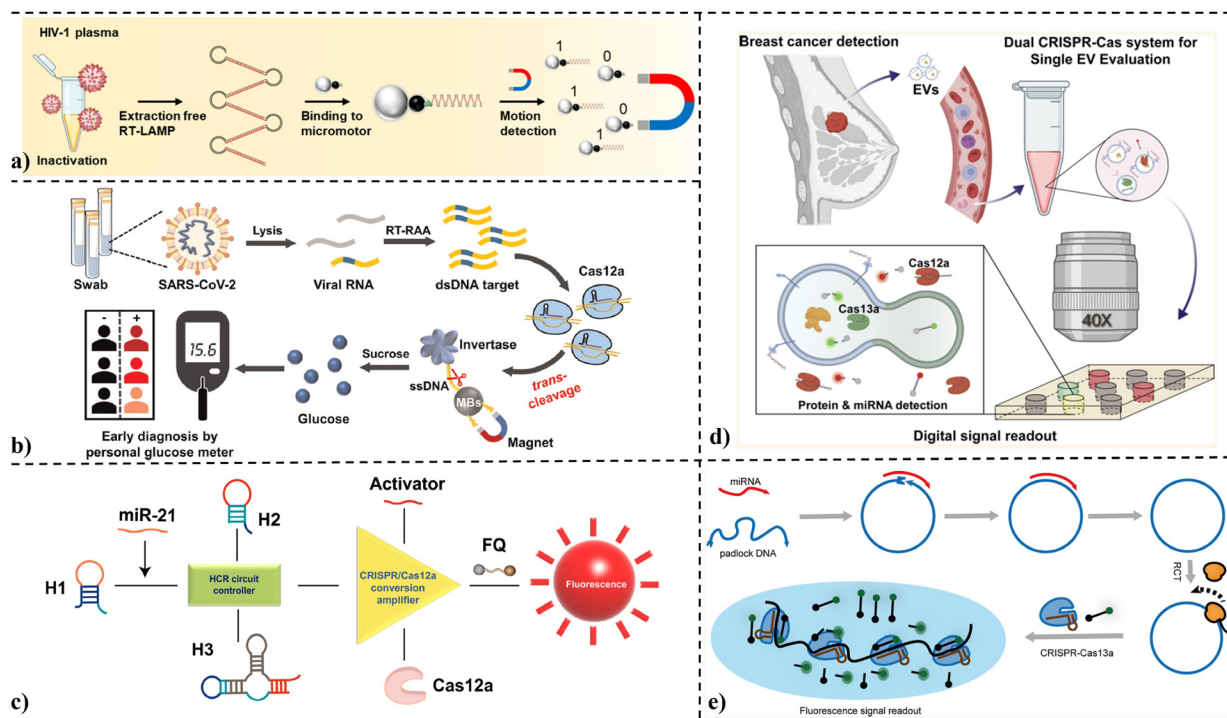 HIV-1 plasma
Inactivation
Extraction free
RT-LAMP
Binding to
micromotor
Motion
detection
1
0
1
0
1
a)
Swab
SARS-CoV-2
Lysis
Viral RNA
RT-RAA
dsDNA target
Cas12a
trans-
cleavage
Invertase
ssDNA
MBs
Magnet
Sucrose
Glucose
15.6
- +
Early diagnosis by
personal glucose meter
b)
miR-21
H1
H2
HCR circuit
controller
H3
Activator
CRISPR/Cas12a
conversion
amplifier
Cas12a
FQ
Fluorescence
c)
Breast cancer detection
EVs
Dual CRISPR-Cas system for
Single EV Evaluation
Cas12a
Cas13a
Protein & miRNA detection
40X
Digital signal readout
d)
miRNA
padlock DNA
RCT
CRISPR-Cas13a
Fluorescence signal readout
e)